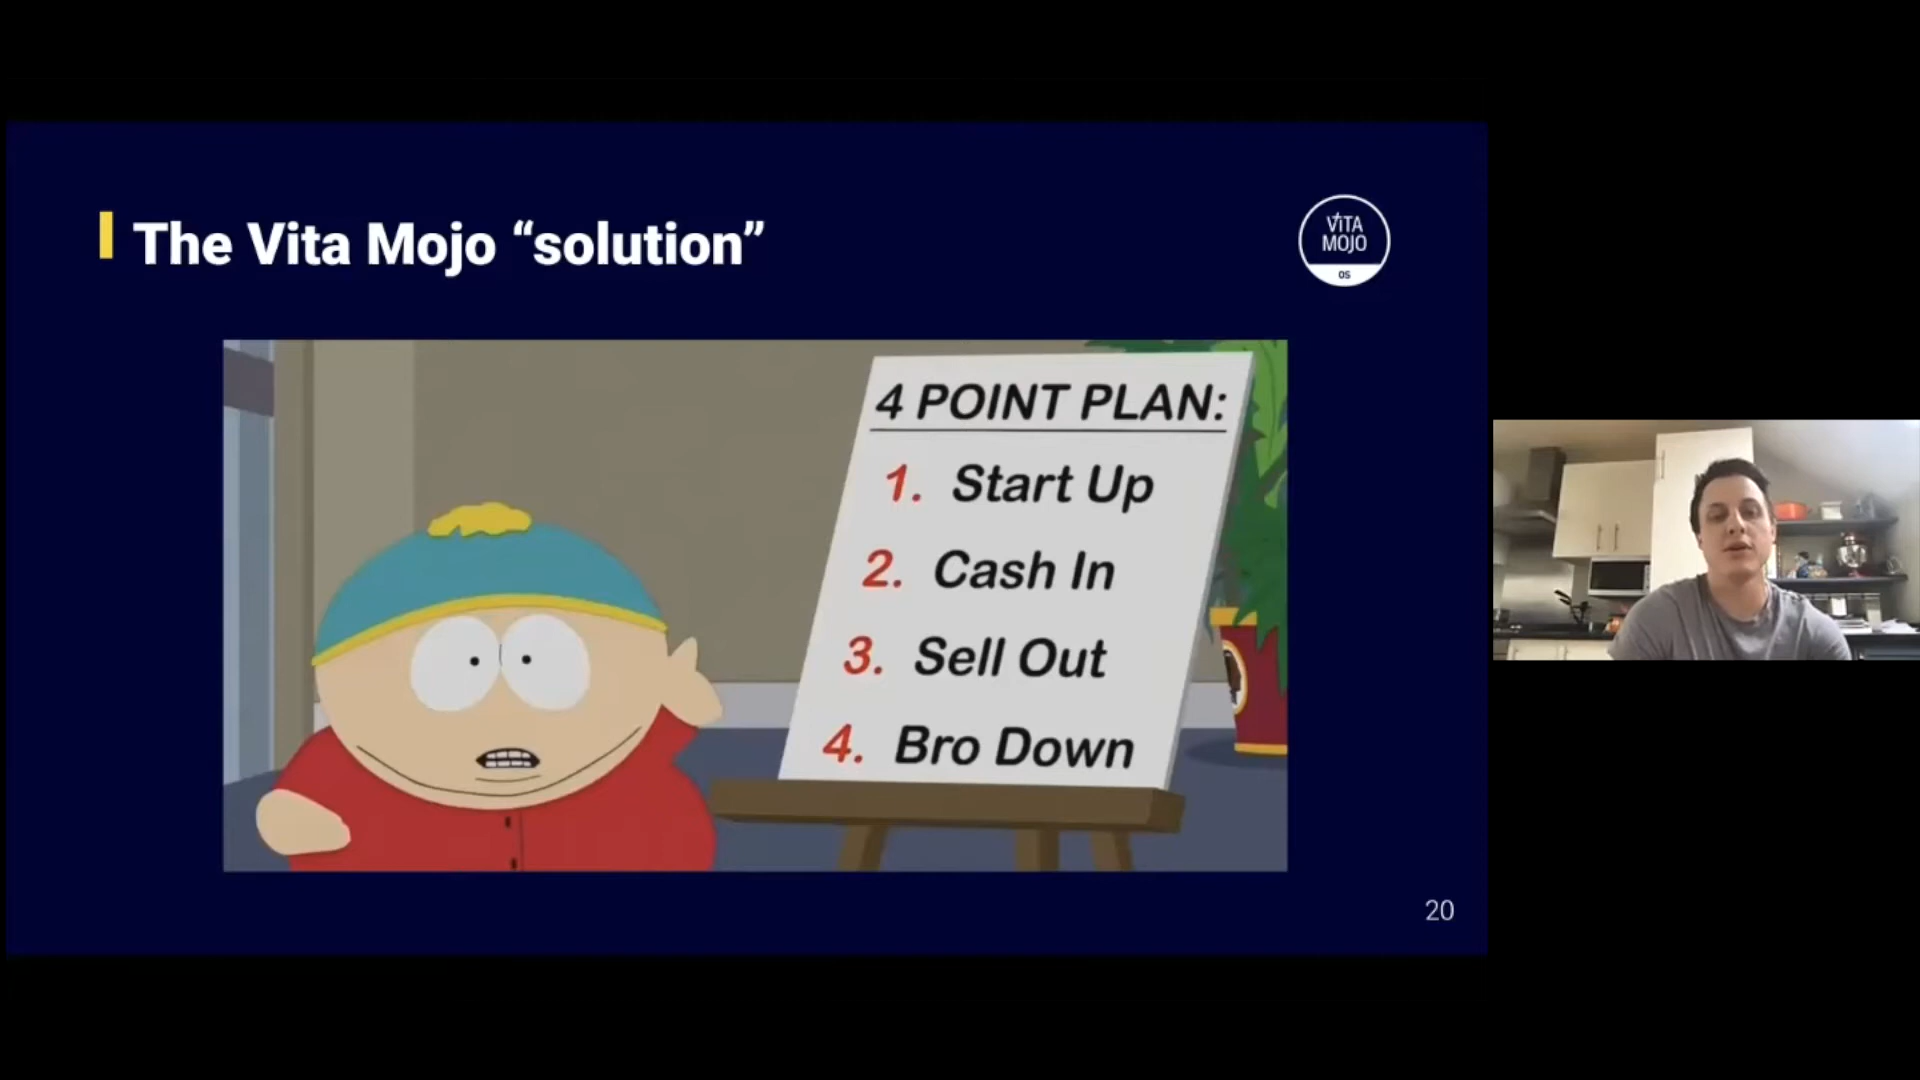 The Vita Mojo “solution”
ViTA
MOJO
OS
4 POINT PLAN:
1. Start Up
2. Cash In
3. Sell Out
4. Bro Down
20